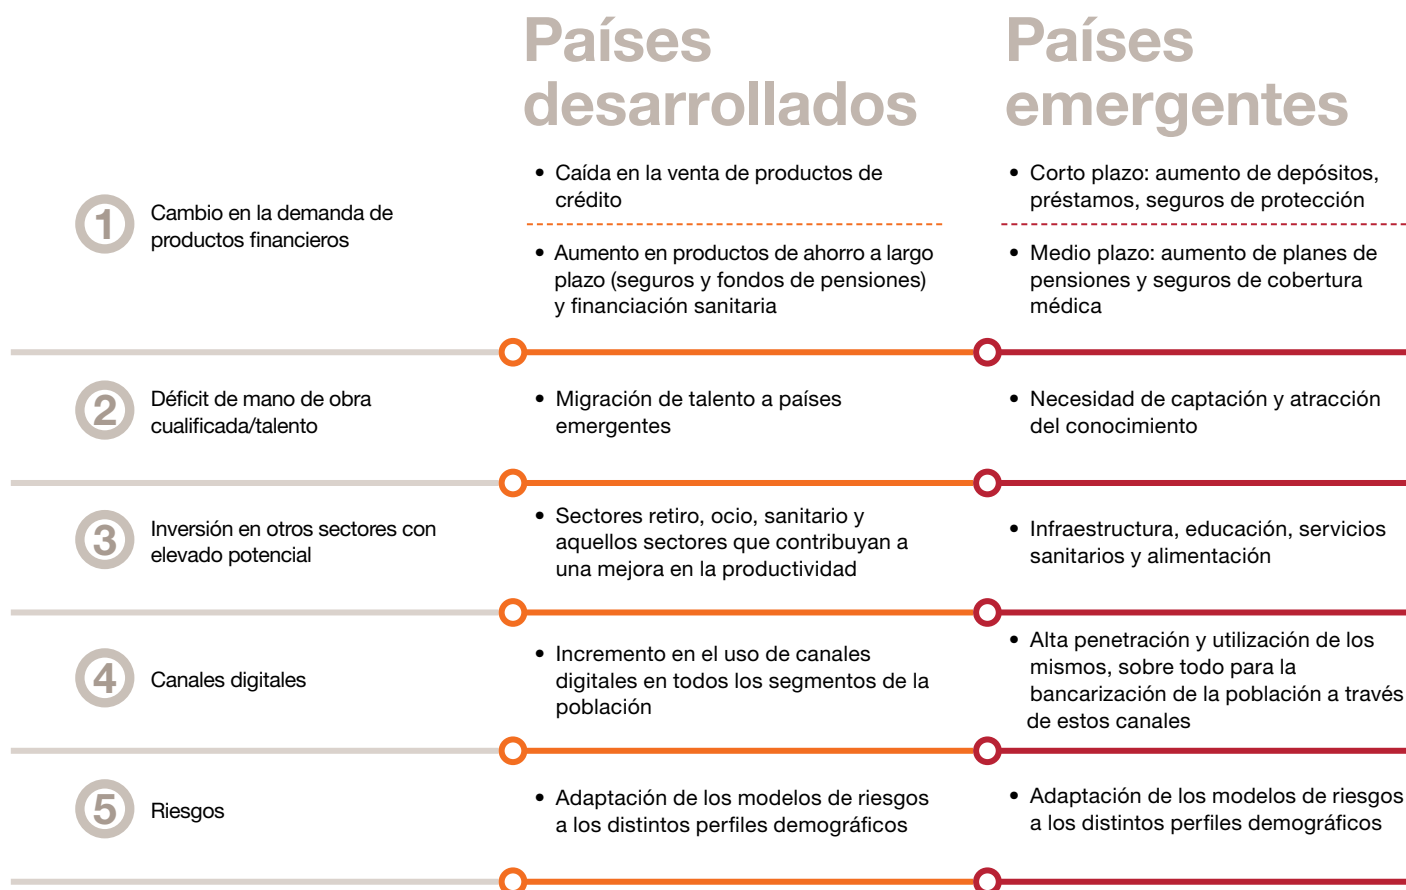 Países
desarrollados
Países
emergentes
1
Cambio en la demanda de
productos financieros
• Caída en la venta de productos de
crédito
• Aumento en productos de ahorro a largo
plazo (seguros y fondos de pensiones)
y financiación sanitaria
• Corto plazo: aumento de depósitos,
préstamos, seguros de protección
• Medio plazo: aumento de planes de
pensiones y seguros de cobertura
médica
2
Déficit de mano de obra
cualificada/talento
• Migración de talento a países
emergentes
• Necesidad de captación y atracción
del conocimiento
3
Inversión en otros sectores con
elevado potencial
• Sectores retiro, ocio, sanitario y
aquellos sectores que contribuyan a
una mejora en la productividad
• Infraestructura, educación, servicios
sanitarios y alimentación
4
Canales digitales
• Incremento en el uso de canales
digitales en todos los segmentos de la
población
• Alta penetración y utilización de los
mismos, sobre todo para la
bancarización de la población a través
de estos canales
5
Riesgos
• Adaptación de los modelos de riesgos
a los distintos perfiles demográficos
• Adaptación de los modelos de riesgos
a los distintos perfiles demográficos